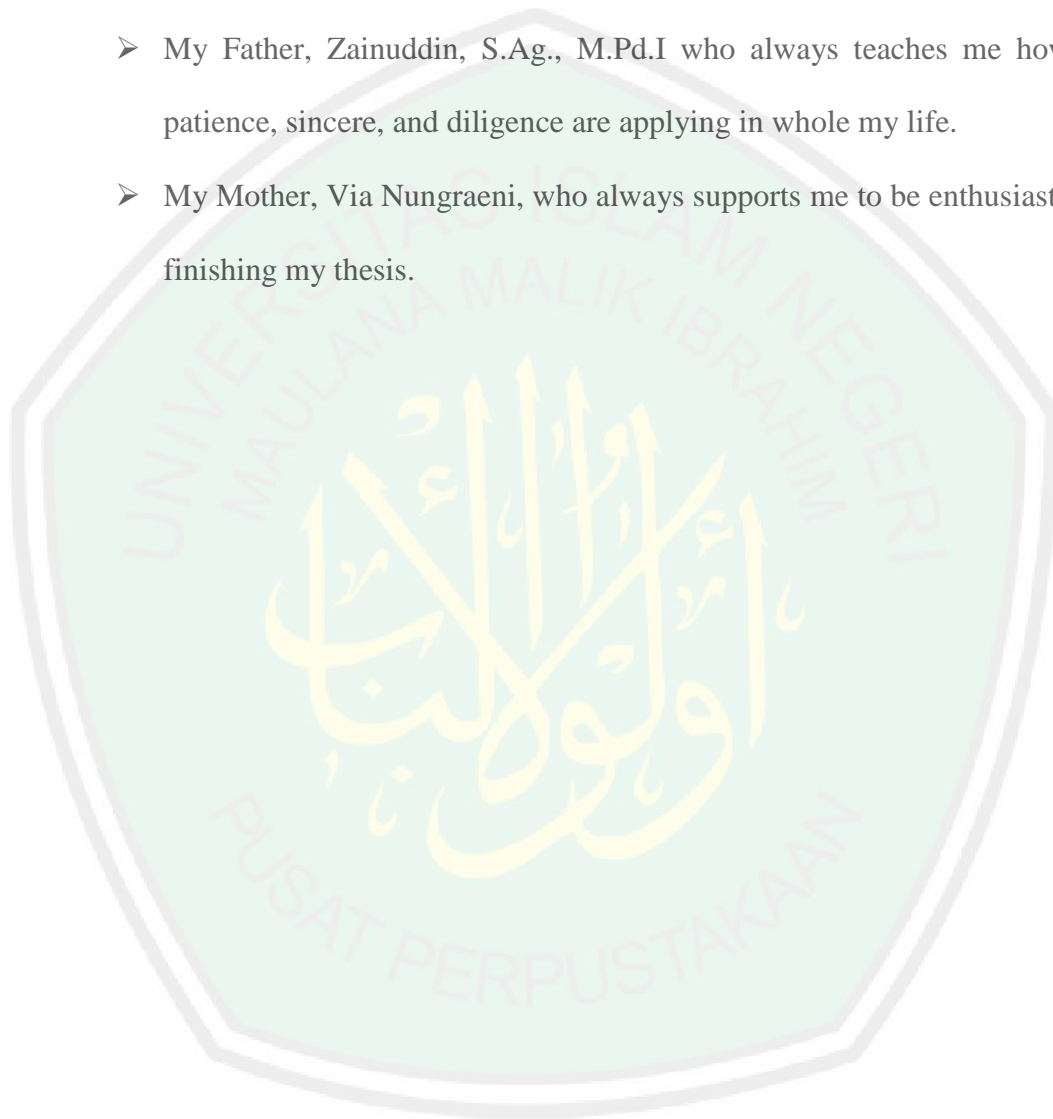 ➢ My Father, Zainuddin, S.Ag., M.Pd.I who always teaches me how
patience, sincere, and diligence are applying in whole my life.
➢ My Mother, Via Nungraeni, who always supports me to be enthusiast
finishing my thesis.
UNIVERSITAS ISLAM NEGERI
MAULANA MALIK IBRAHIM
أولوا الألباب
PUSAT PERPUSTAKAAN